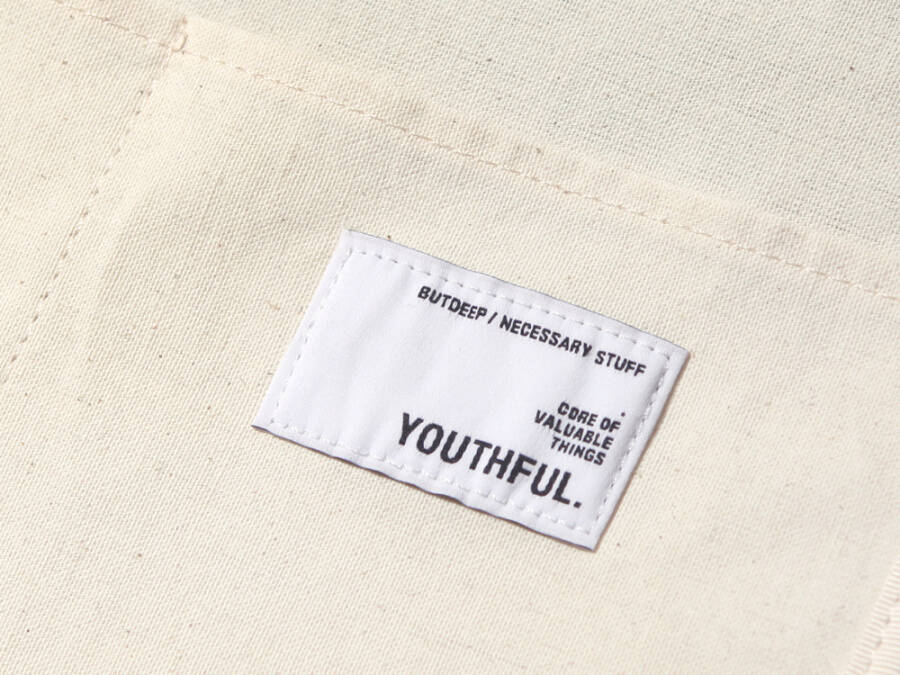 BUTDEEP / NECESSARY STUFF
CORE OF
VALUABLE
THINGS
YOUTHFUL.